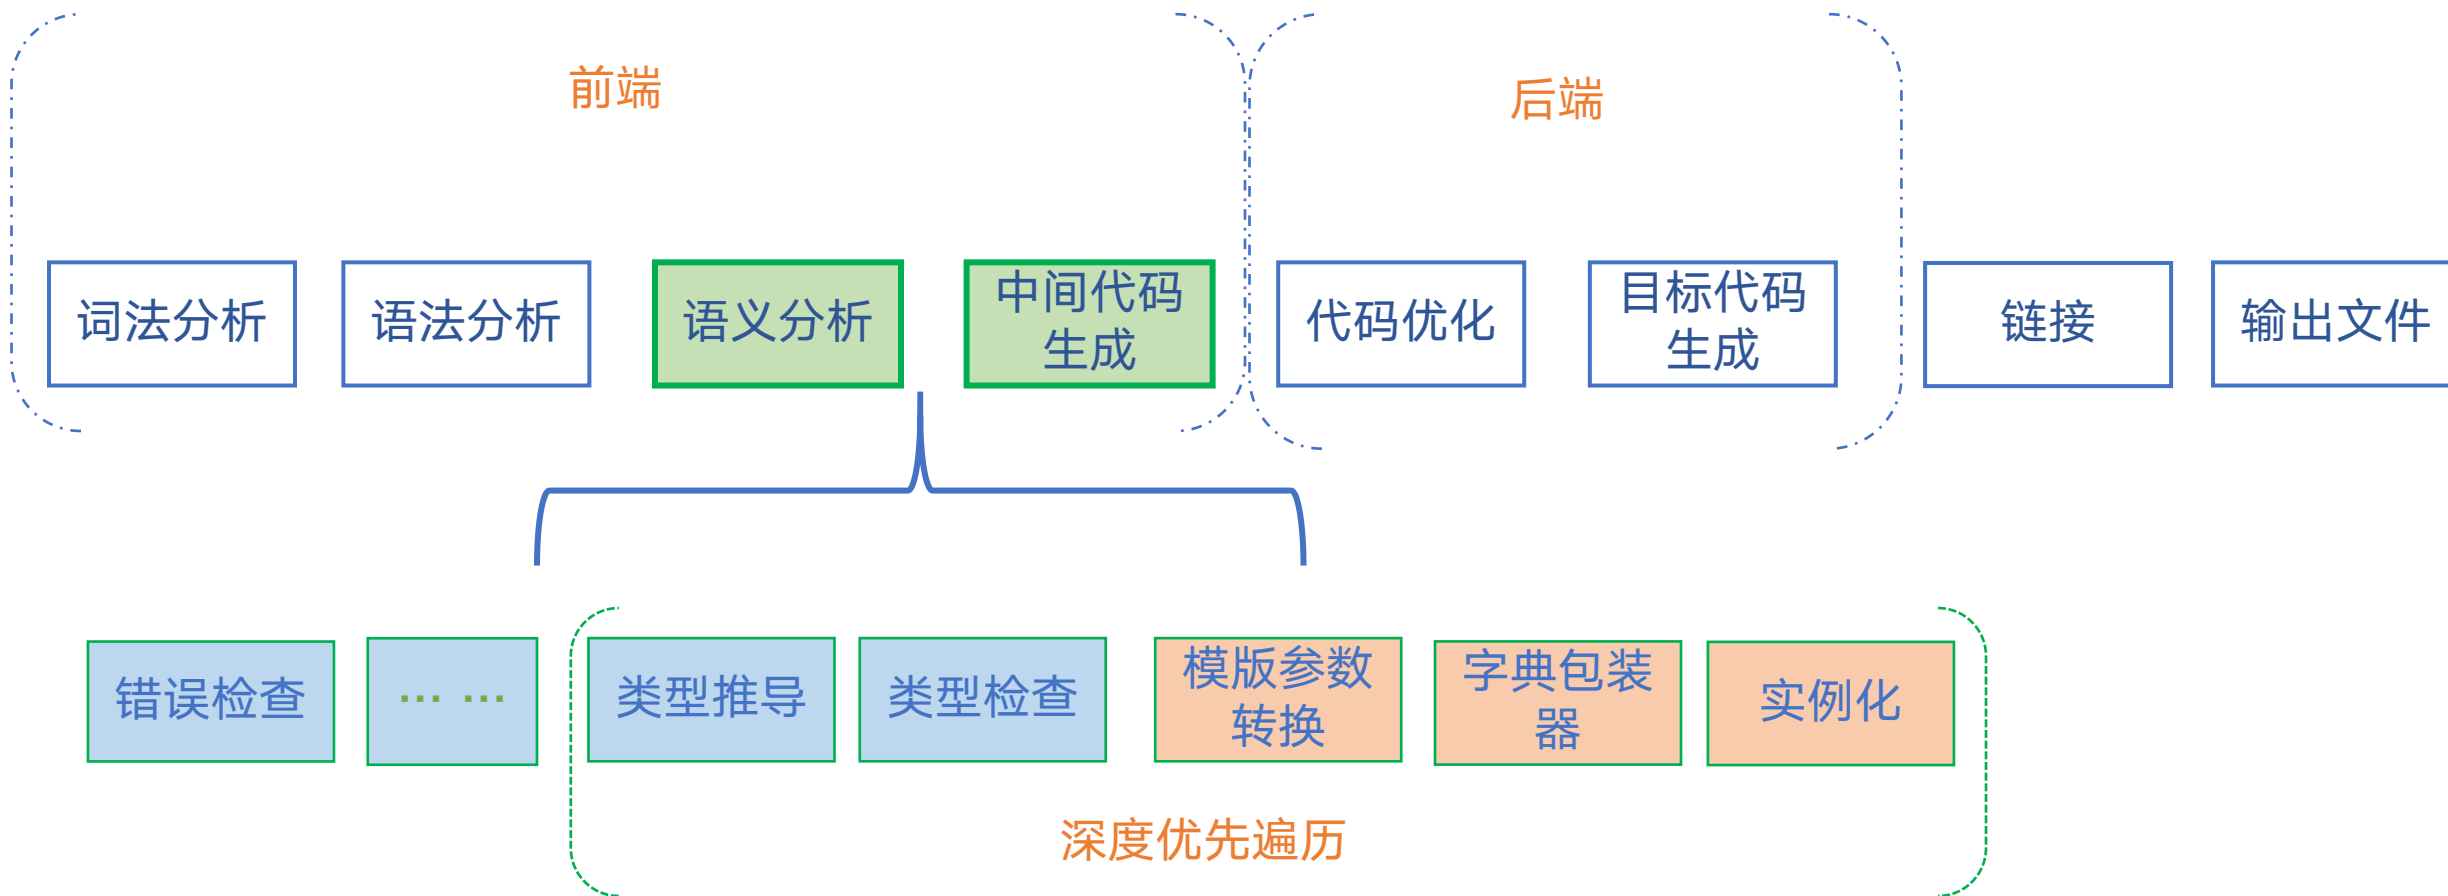 前端
后端
词法分析
语法分析
语义分析
中间代码
生成
代码优化
目标代码
生成
链接
输出文件
错误检查
… …
类型推导
类型检查
模版参数
转换
字典包装
器
实例化
深度优先遍历